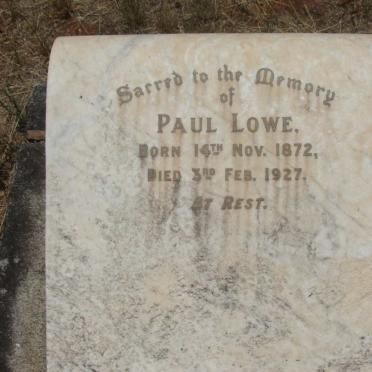 Sacred to the Memory
of
PAUL LOWE.
BORN 14TH NOV. 1872,
DIED 3RD FEB. 1927.
AT REST.